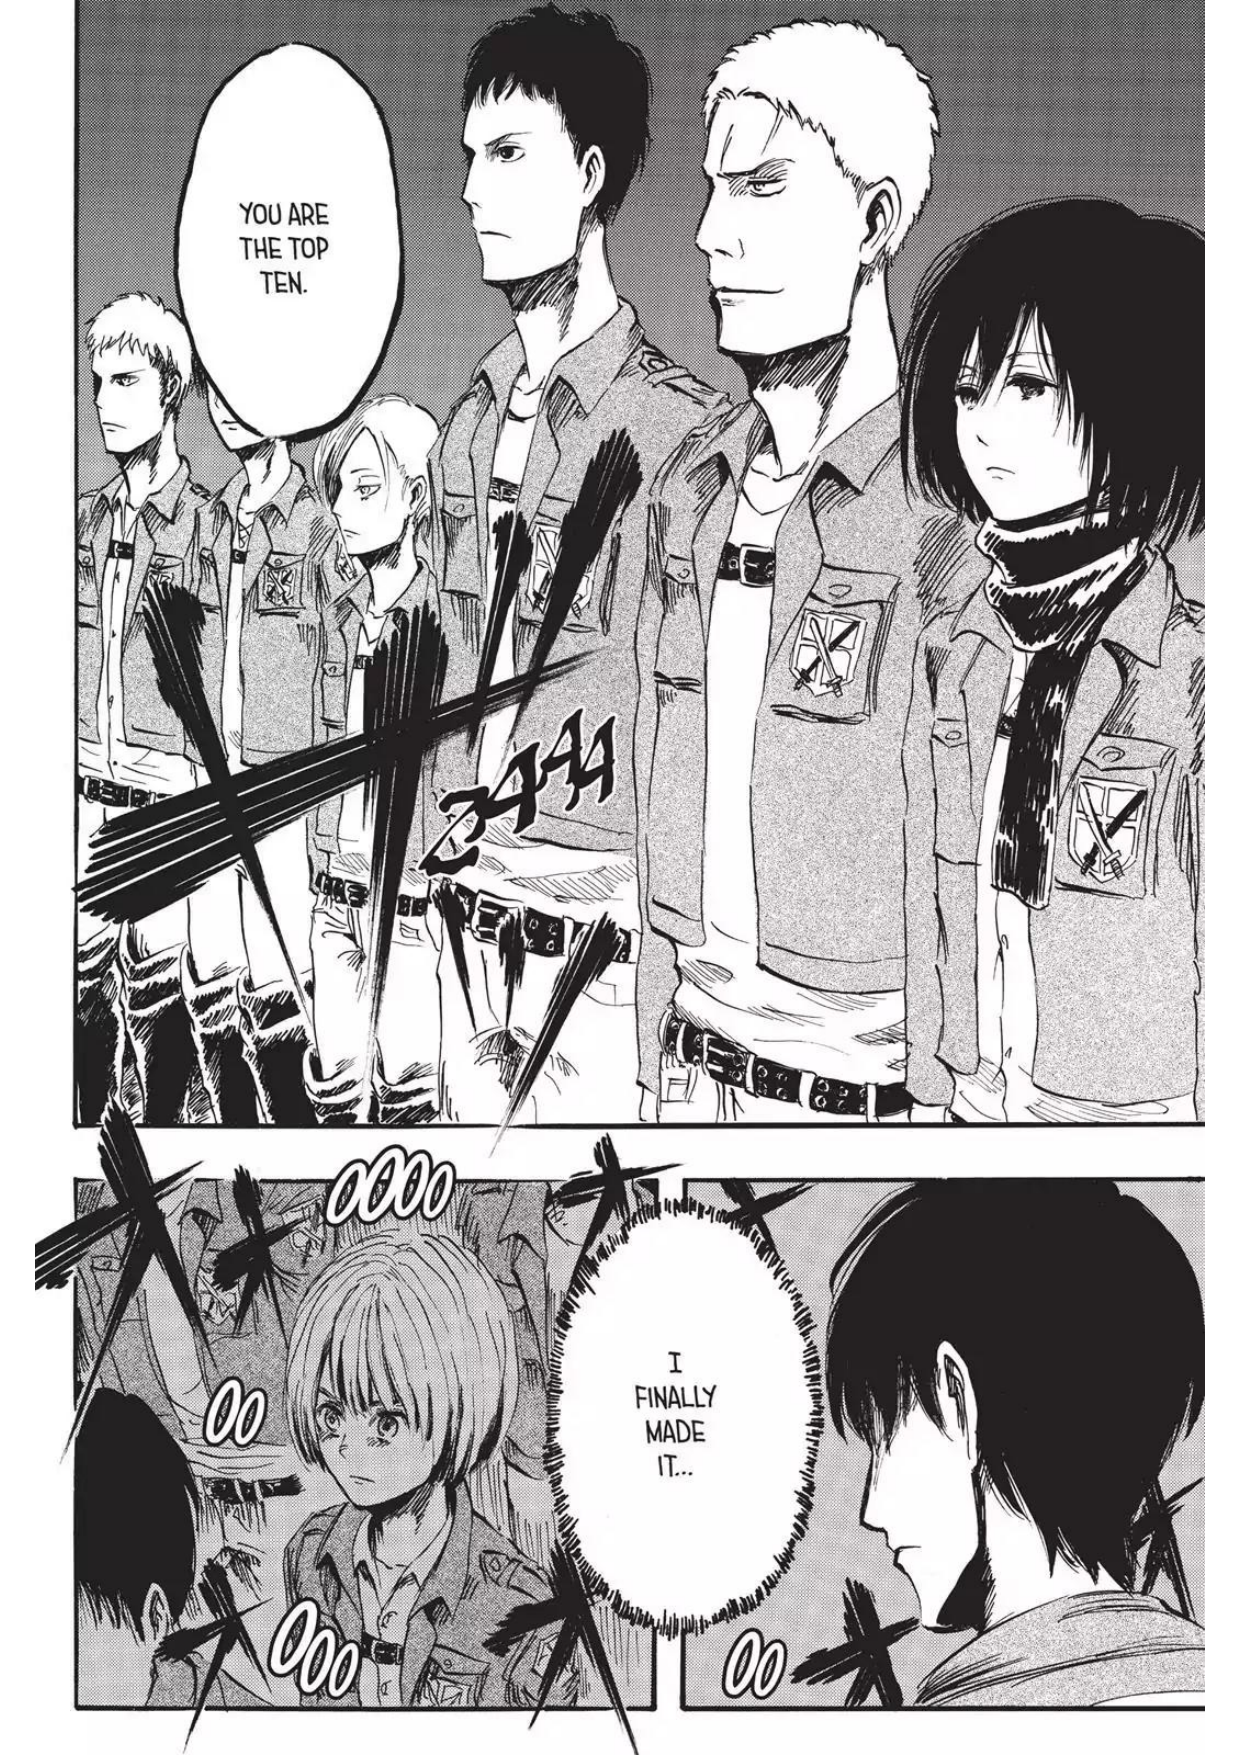 YOU ARE
THE TOP
TEN.
ZAAA
OOOO
I
FINALLY
MADE
IT...
OO
OOO
OO